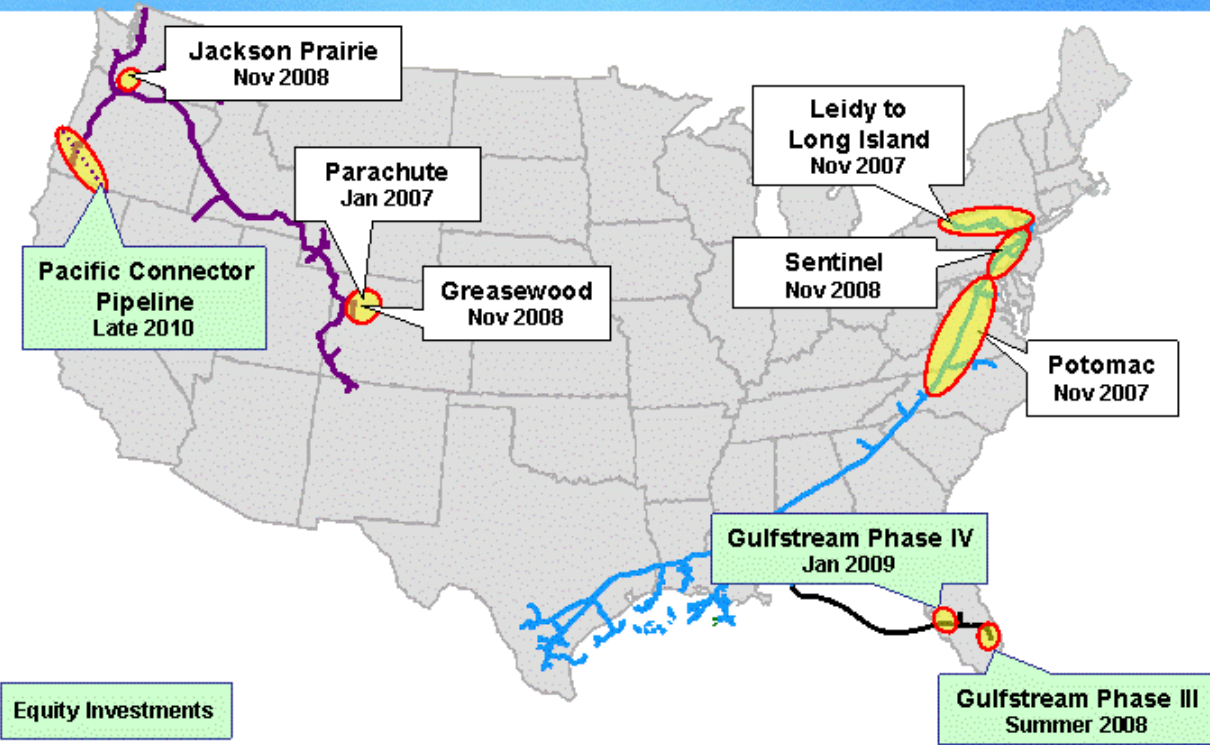 Jackson Prairie
Nov 2008
Leidy to
Long Island
Nov 2007
Parachute
Jan 2007
Sentinel
Nov 2008
Pacific Connector
Pipeline
Late 2010
Greasewood
Nov 2008
Potomac
Nov 2007
Gulfstream Phase IV
Jan 2009
Equity Investments
Gulfstream Phase III
Summer 2008